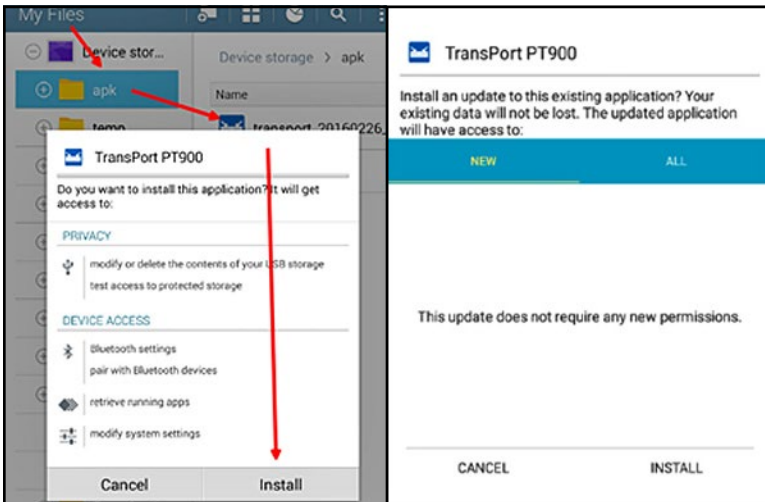 My Files
Device stor...
apk
temp
Device storage > apk
Name
transport_20160226_
TransPort PT900
Do you want to install this application? It will get
access to:
PRIVACY
modify or delete the contents of your USB storage
test access to protected storage
DEVICE ACCESS
Bluetooth settings
pair with Bluetooth devices
retrieve running apps
modify system settings
Cancel
Install
TransPort PT900
Install an update to this existing application? Your
existing data will not be lost. The updated application
will have access to:
NEW
ALL
This update does not require any new permissions.
CANCEL
INSTALL